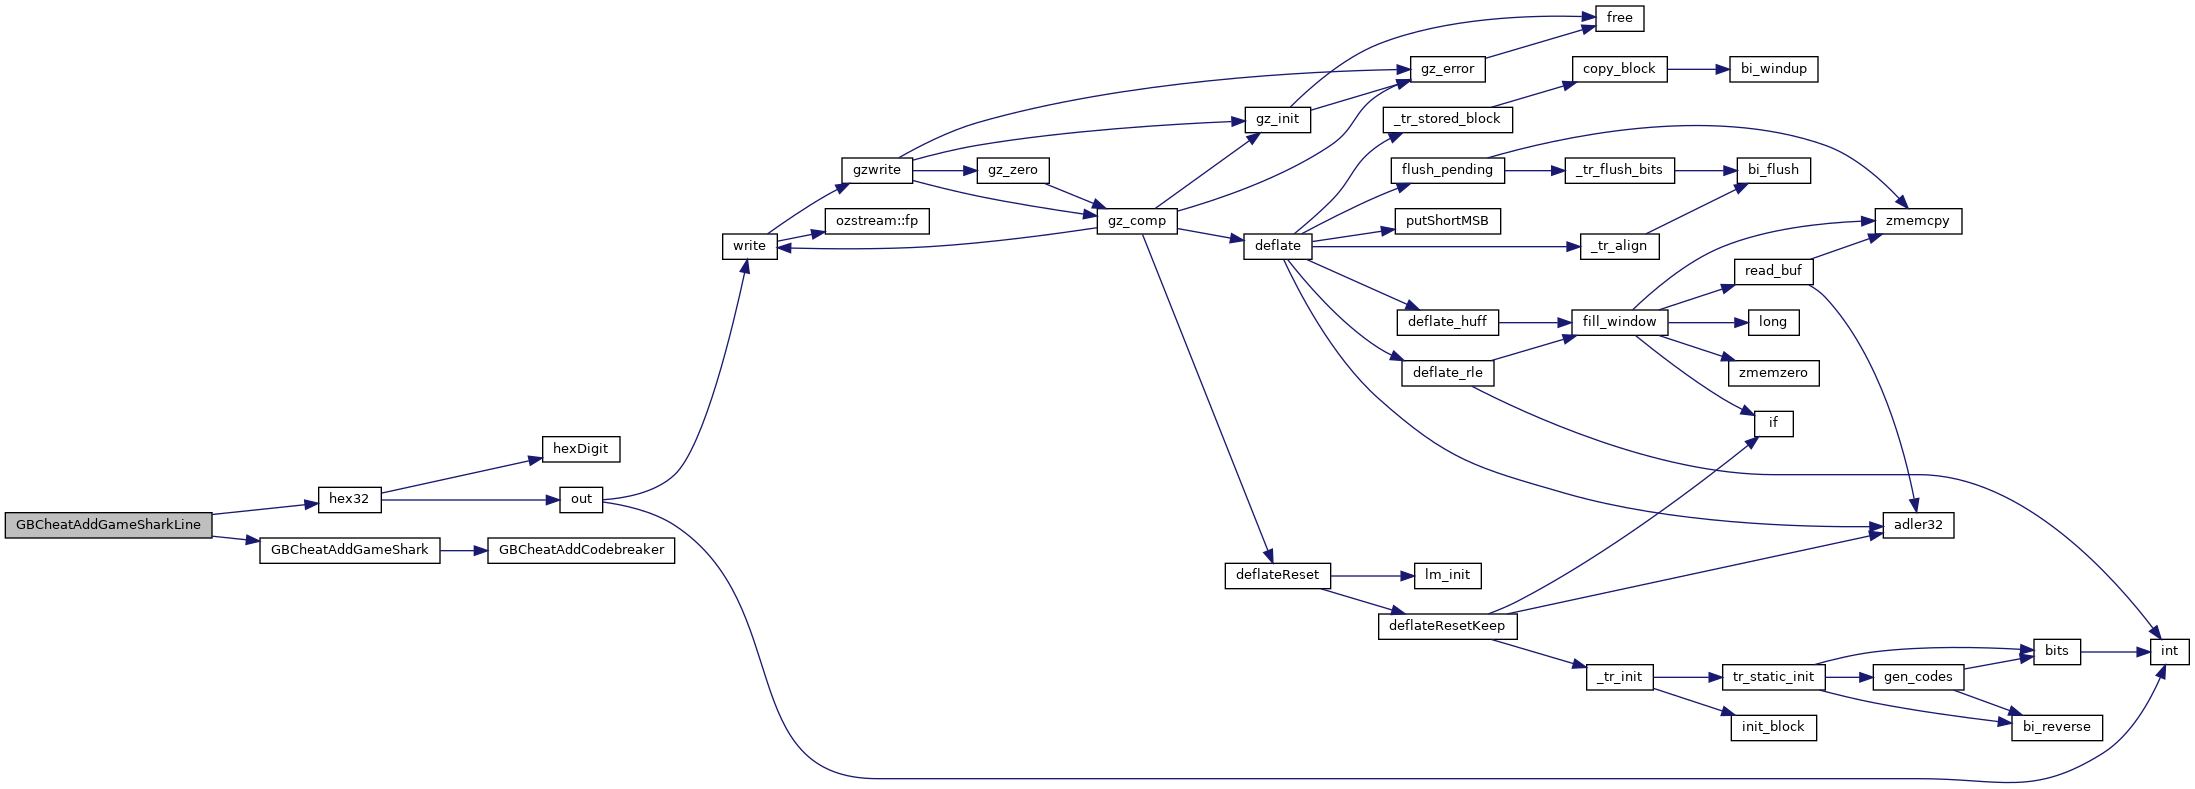 GBCheatAddGameSharkLine
hex32
GBCheatAddGameShark
hexDigit
out
GBCheatAddCodebreaker
write
gzwrite
ozstream::fp
gz_zero
gz_comp
gz_init
deflate
deflateReset
free
gz_error
_tr_stored_block
flush_pending
putShortMSB
deflate_huff
deflate_rle
lm_init
deflateResetKeep
copy_block
_tr_flush_bits
_tr_align
fill_window
_tr_init
bi_windup
bi_flush
read_buf
long
zmemzero
if
tr_static_init
init_block
zmemcpy
adler32
gen_codes
bits
bi_reverse
int